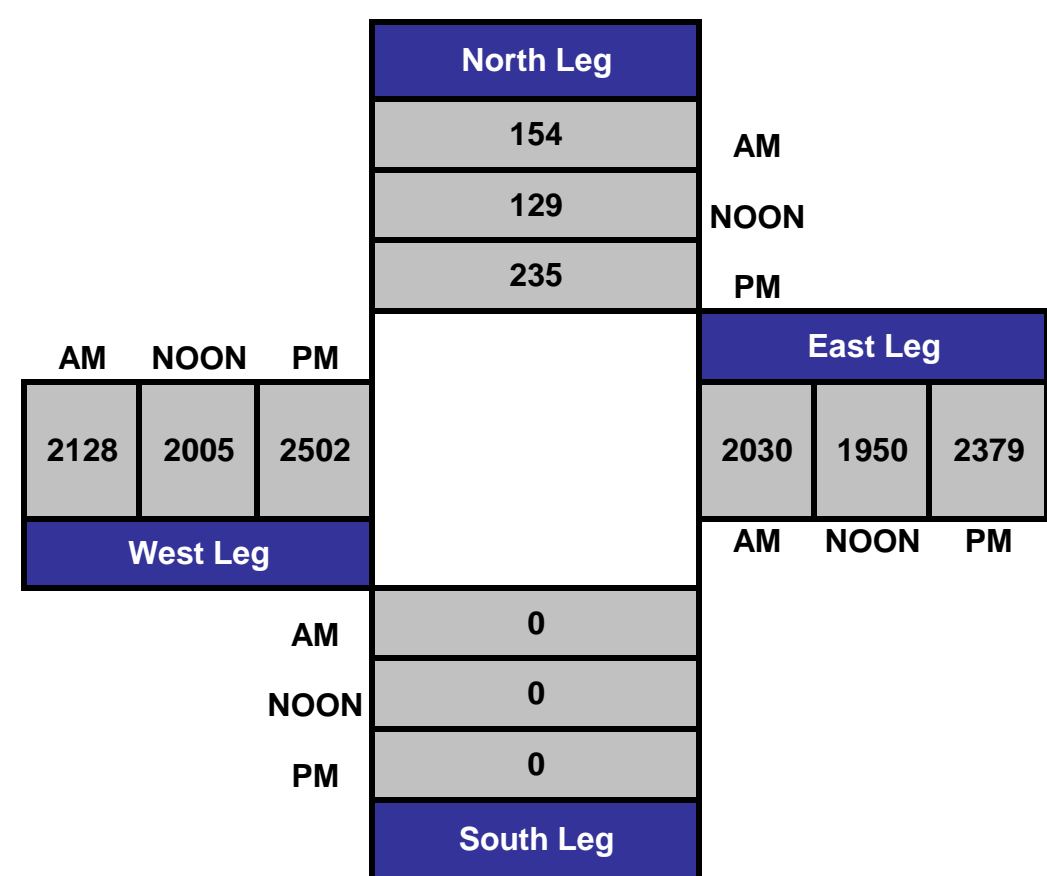 North Leg
154
AM
129
NOON
235
PM
East Leg
AM NOON PM
2128 2005 2502
2030 1950 2379
West Leg
AM NOON PM
AM
0
NOON
0
PM
0
South Leg